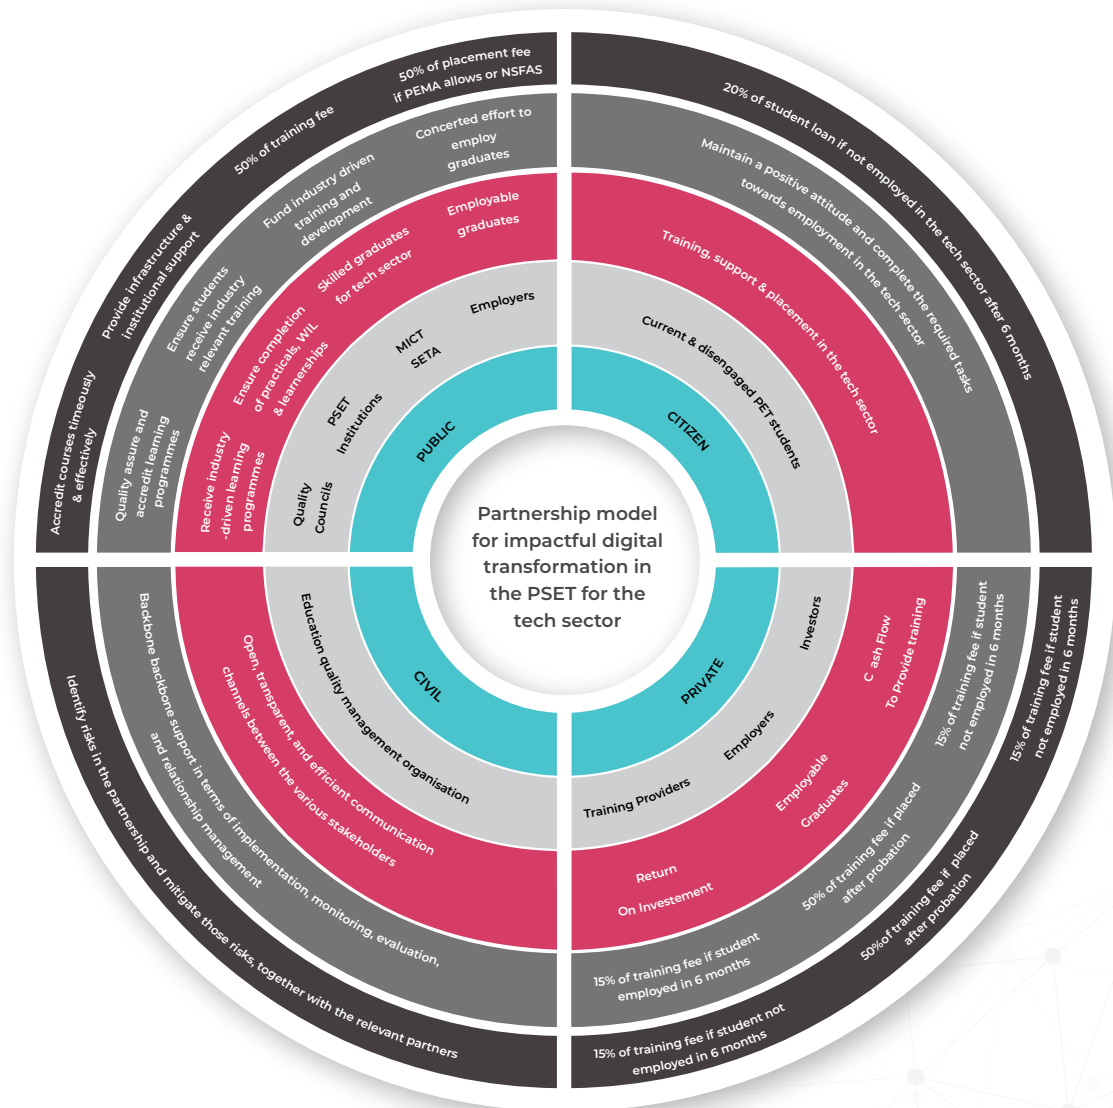 Partnership model
for impactful digital
transformation in
the PSET for the
tech sector
PUBLIC
Quality
Councils
PSET
Institutions
MICT
SETA
Employers
Receive industry
-driven learning
programmes
Ensure completion
of practicals, WIL
& learnerships
Skilled graduates
for tech sector
Employable
graduates
Quality assure and
accredit learning
programmes
Ensure students
receive industry
relevant training
Fund industry driven
training and
development
Concerted effort to
employ
graduates
Accredit courses timeously
& effectively
Provide infrastructure &
institutional support
50% of training fee
50% of placement fee
if PEMA allows or NSFAS
CITIZEN
Current & disengaged PET students
Training, support & placement in the tech sector
Maintain a positive attitude and complete the required tasks
towards employment in the tech sector
20% of student loan if not employed in the tech sector after 6 months
PRIVATE
Investors
Employers
Training Providers
C ash Flow
To Provide training
Employable
Graduates
Return
On Investement
15% of training fee if student
not employed in 6 months
50% of training fee if placed
after probation
15% of training fee if student
employed in 6 months
15% of training fee if student
not employed in 6 months
50%of training fee if placed
after probation
15% of training fee if student not
employed in 6 months
CIVIL
Education quality management organisation
Open, transparent, and efficient communication
channels between the various stakeholders
Backbone backbone support in terms of implementation, monitoring, evaluation,
and relationship management
Identify risks in the partnership and mitigate those risks, together with the relevant partners